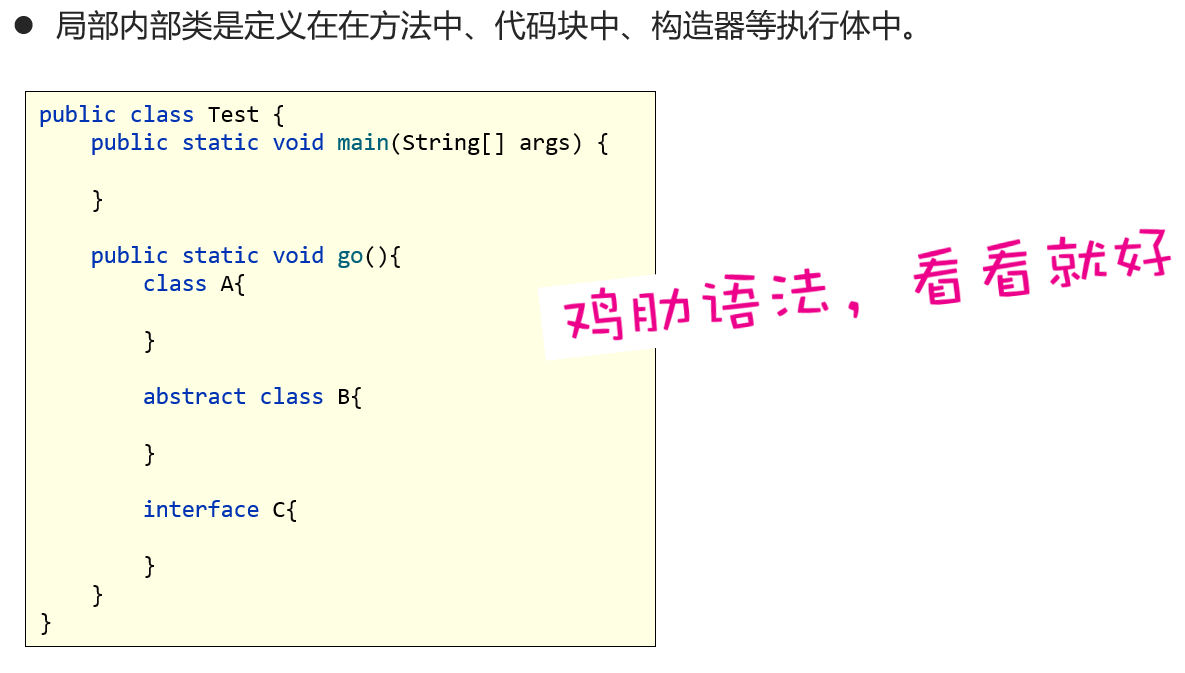 ● 局部内部类是定义在在方法中、代码块中、构造器等执行体中。
public class Test {
    public static void main(String[] args) {
    }
    public static void go(){
        class A{
        }
        abstract class B{
        }
        interface C{
        }
    }
}
鸡肋语法，看看就好